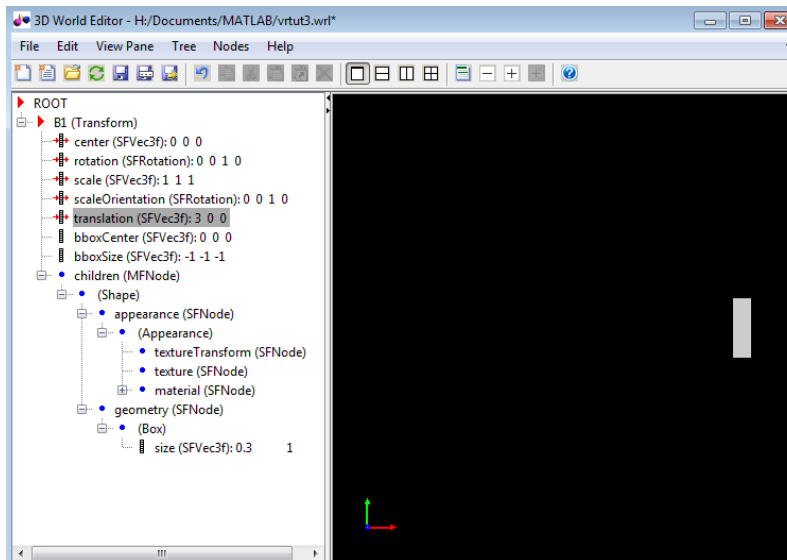 3D World Editor - H:/Documents/MATLAB/vrtut3.wrl*
File Edit View Pane Tree Nodes Help
ROOT
B1 (Transform)
center (SFVec3f): 0 0 0
rotation (SFRotation): 0 0 1 0
scale (SFVec3f): 1 1 1
scaleOrientation (SFRotation): 0 0 1 0
translation (SFVec3f): 3 0 0
bboxCenter (SFVec3f): 0 0 0
bboxSize (SFVec3f): -1 -1 -1
children (MFNode)
(Shape)
appearance (SFNode)
(Appearance)
textureTransform (SFNode)
texture (SFNode)
material (SFNode)
geometry (SFNode)
(Box)
size (SFVec3f): 0.3 1